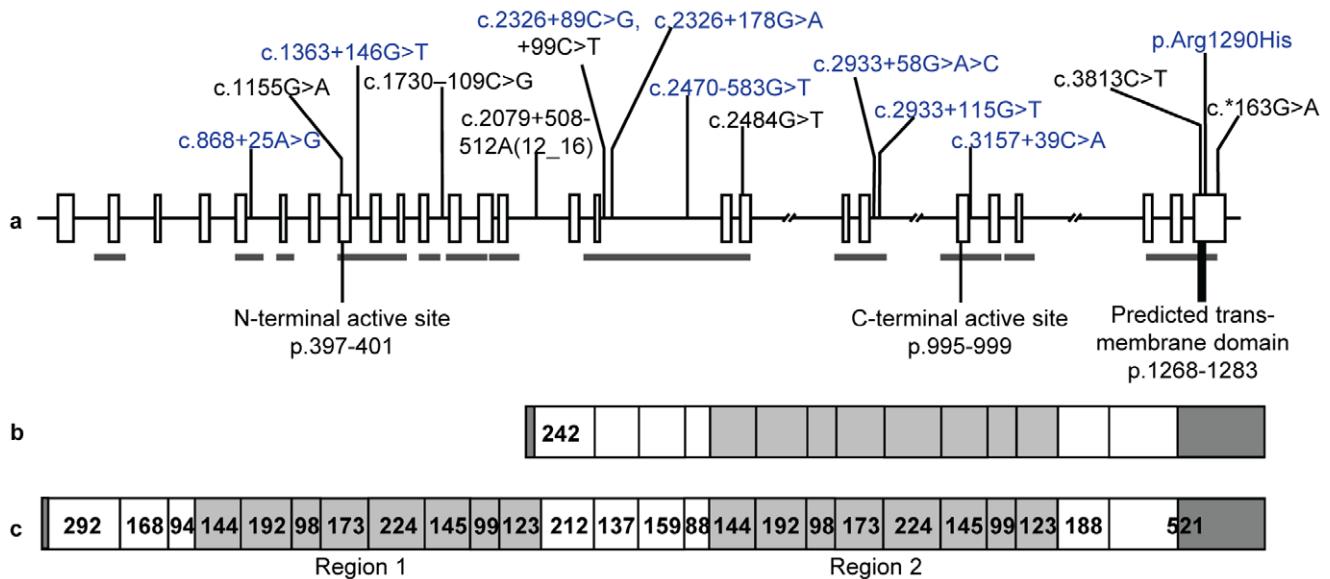 c.2326+89C>G, c.2326+178G>A
+99C>T
c.1363+146G>T
p.Arg1290His
c.1155G>A
c.1730–109C>G
c.2933+58G>A>C
c.3813C>T
c.2470-583G>T
c.2933+115G>T
c.*163G>A
c.868+25A>G
c.2079+508-
512A(12_16)
c.2484G>T
c.3157+39C>A
a
N-terminal active site
p.397-401
C-terminal active site
p.995-999
Predicted trans-
membrane domain
p.1268-1283
b 242
c 292 168 94 144 192 98 173 224 145 99 123 212 137 159 88 144 192 98 173 224 145 99 123 188 521
Region 1 Region 2